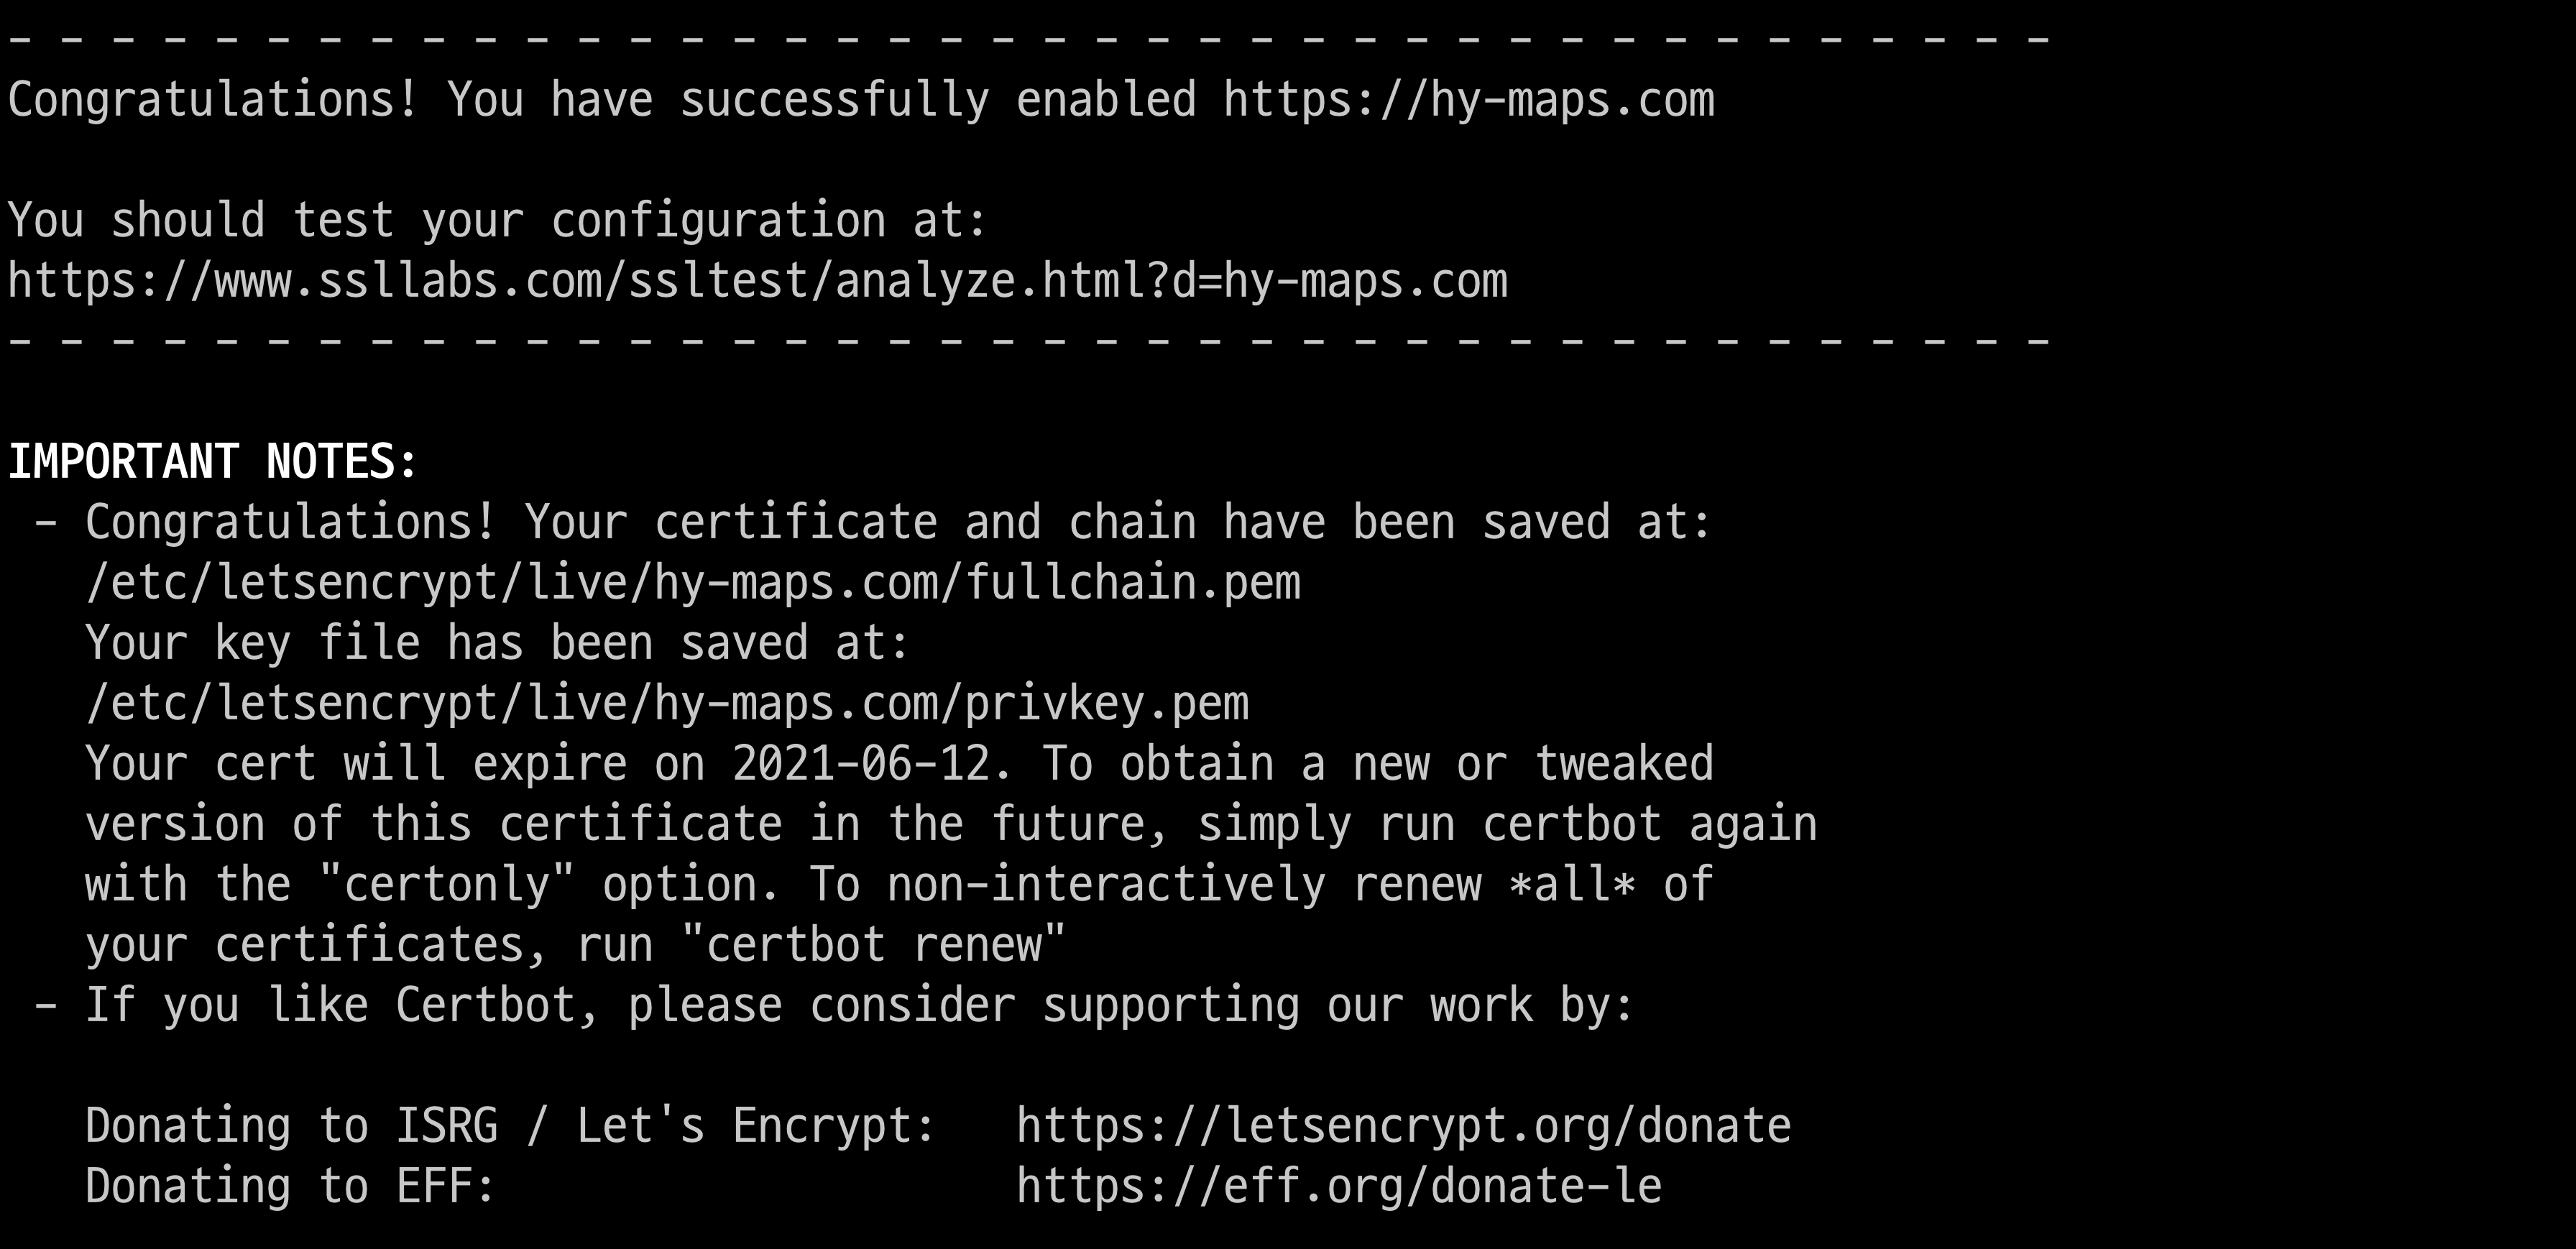 - - - - - - - - - - - - - - - - - - - - - - - - - - - - - - - - - - - - - - - -
Congratulations! You have successfully enabled https://hy-maps.com
You should test your configuration at:
https://www.ssllabs.com/ssltest/analyze.html?d=hy-maps.com
- - - - - - - - - - - - - - - - - - - - - - - - - - - - - - - - - - - - - - - -
IMPORTANT NOTES:
 - Congratulations! Your certificate and chain have been saved at:
   /etc/letsencrypt/live/hy-maps.com/fullchain.pem
   Your key file has been saved at:
   /etc/letsencrypt/live/hy-maps.com/privkey.pem
   Your cert will expire on 2021-06-12. To obtain a new or tweaked
   version of this certificate in the future, simply run certbot again
   with the "certonly" option. To non-interactively renew *all* of
   your certificates, run "certbot renew"
 - If you like Certbot, please consider supporting our work by:
   Donating to ISRG / Let's Encrypt:   https://letsencrypt.org/donate
   Donating to EFF:                    https://eff.org/donate-le